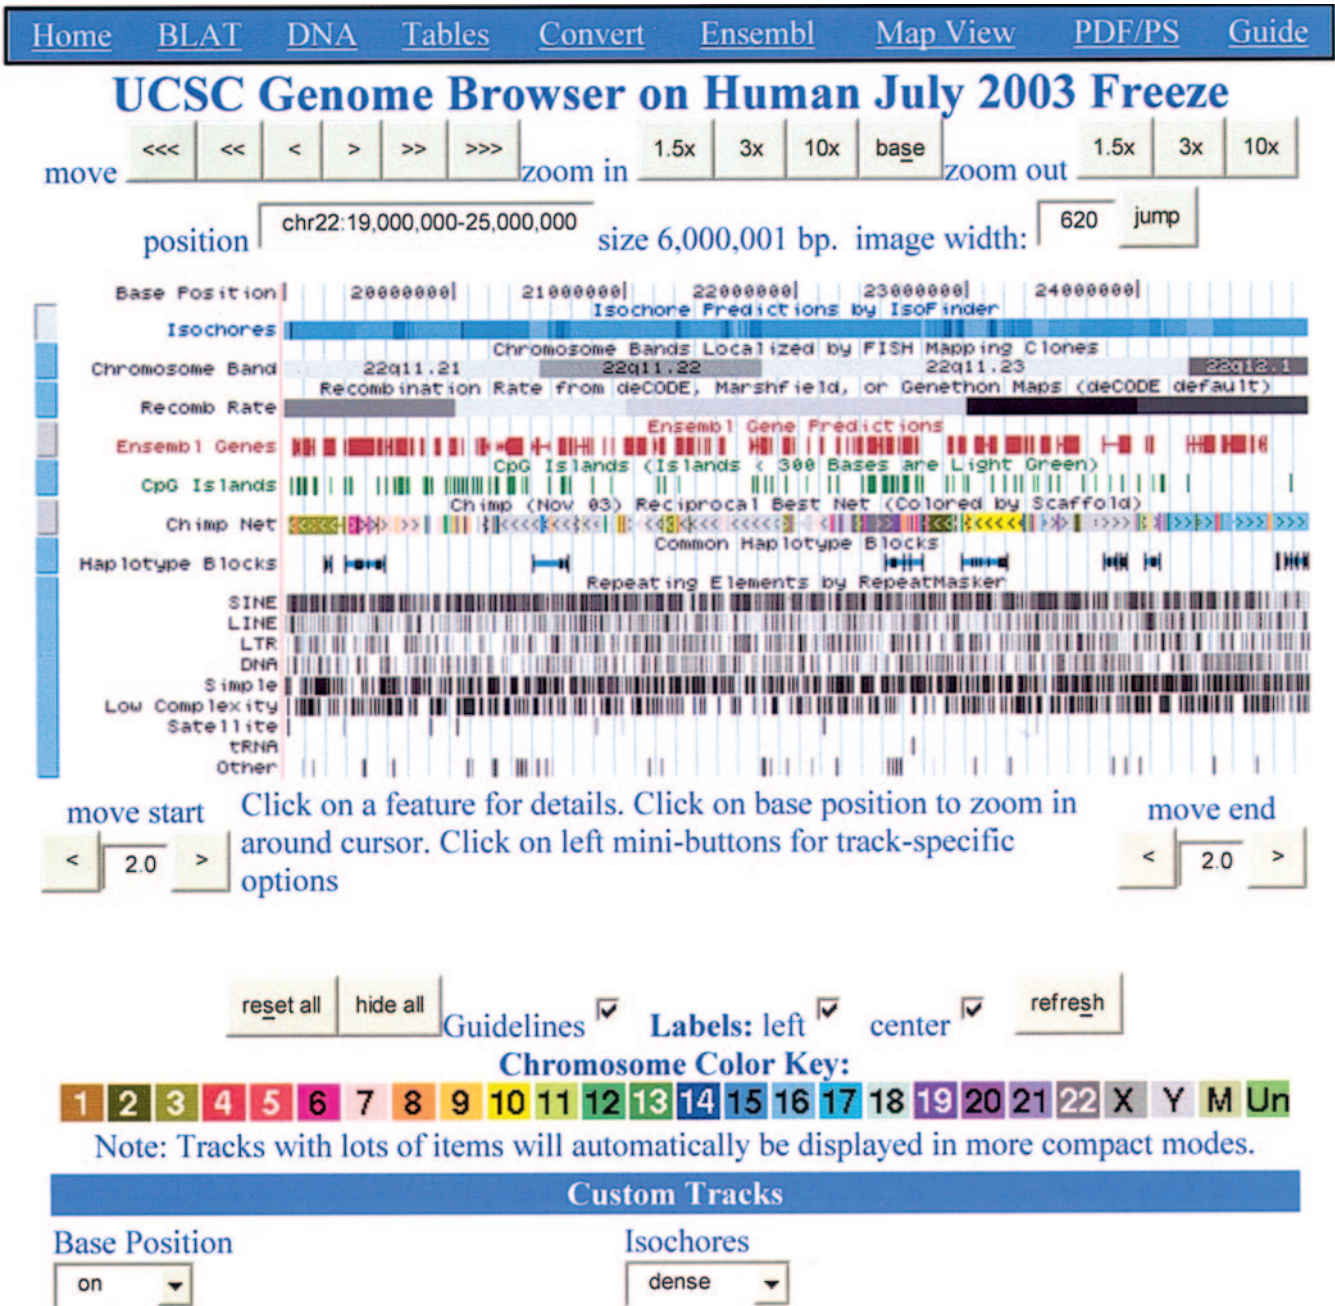 Home BLAT DNA Tables Convert Ensembl Map View PDF/PS Guide
UCSC Genome Browser on Human July 2003 Freeze
move <<< << < > >> >>> zoom in 1.5x 3x 10x base zoom out 1.5x 3x 10x
position chr22:19,000,000-25,000,000 size 6,000,001 bp. image width: 620 jump
Base Position 20000000| 21000000| 22000000| 23000000| 24000000|
Isochore Predictions by IsoFinder
Isochores
Chromosome Bands Localized by FISH Mapping Clones
Chromosome Band 22q11.21 22q11.22 22q11.23 22q12.1
Recombination Rate from deCODE, Marshfield, or Genethon Maps (deCODE default)
Recomb Rate
Ensembl Gene Predictions
Ensembl Genes
CpG Islands (Islands < 300 Bases are Light Green)
CpG Islands
Chimp (Nov 03) Reciprocal Best Net (Colored by Scaffold)
Chimp Net
Common Haplotype Blocks
Haplotype Blocks
Repeating Elements by RepeatMasker
SINE
LINE
LTR
DNA
Simple
Low Complexity
Satellite
tRNA
Other
move start Click on a feature for details. Click on base position to zoom in move end
< 2.0 > around cursor. Click on left mini-buttons for track-specific < 2.0 >
options
reset all hide all Guidelines Labels: left center refresh
Chromosome Color Key:
1 2 3 4 5 6 7 8 9 10 11 12 13 14 15 16 17 18 19 20 21 22 X Y M Un
Note: Tracks with lots of items will automatically be displayed in more compact modes.
Custom Tracks
Base Position Isochores
on dense